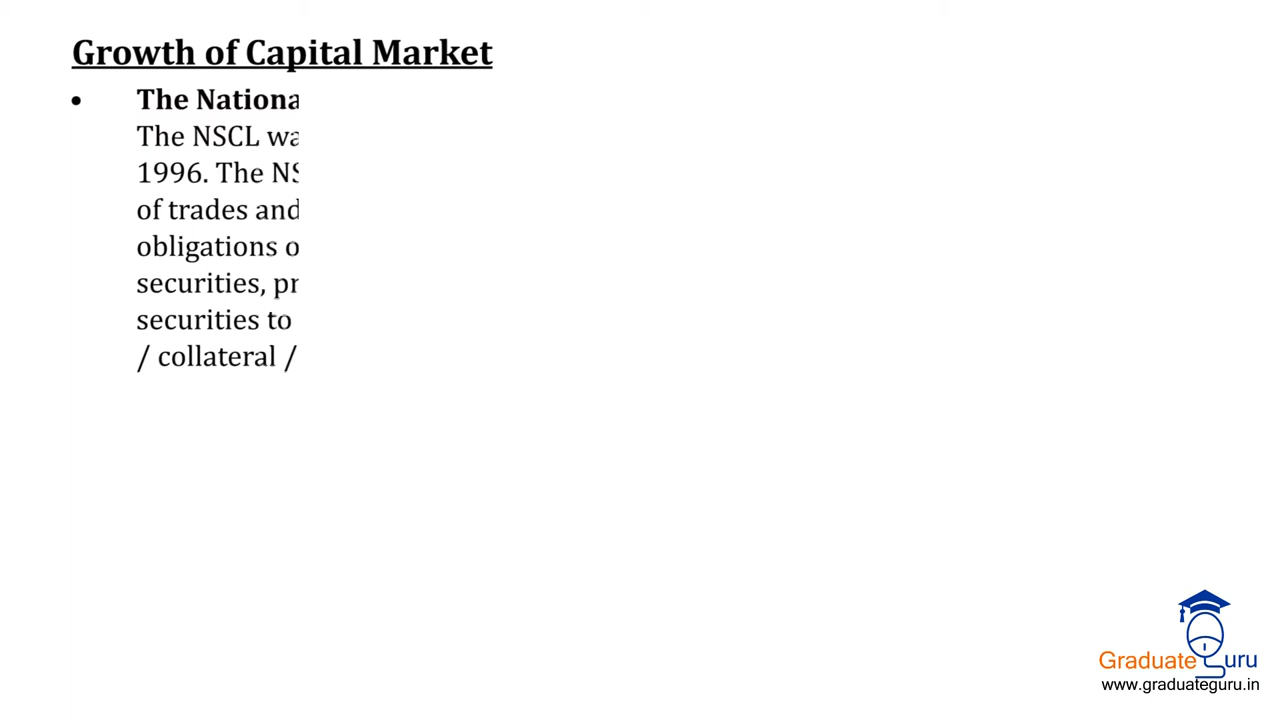 Growth of Capital Market
• The Nationa
The NSCL wa
1996. The NS
of trades and
obligations o
securities, pr
securities to
/ collateral /
Graduate Guru
www.graduateguru.in